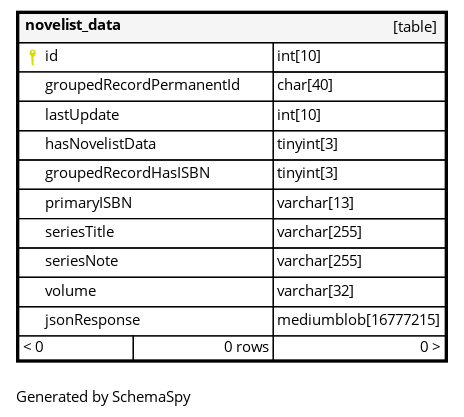 novelist_data [table]
id int[10]
groupedRecordPermanentId char[40]
lastUpdate int[10]
hasNovelistData tinyint[3]
groupedRecordHasISBN tinyint[3]
primaryISBN varchar[13]
seriesTitle varchar[255]
seriesNote varchar[255]
volume varchar[32]
jsonResponse mediumblob[16777215]
< 0 0 rows 0 >
Generated by SchemaSpy